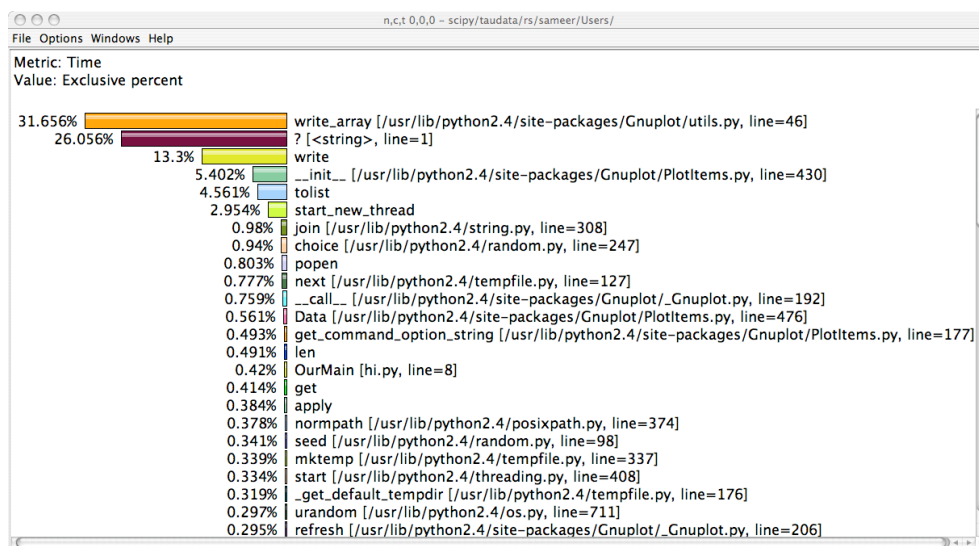 n,c,t 0,0,0 – scipy/taudata/rs/sameer/Users/
File Options Windows Help
Metric: Time
Value: Exclusive percent
31.656% write_array [/usr/lib/python2.4/site-packages/Gnuplot/utils.py, line=46]
26.056% ? [<string>, line=1]
13.3% write
5.402% __init__ [/usr/lib/python2.4/site-packages/Gnuplot/PlotItems.py, line=430]
4.561% tolist
2.954% start_new_thread
0.98% join [/usr/lib/python2.4/string.py, line=308]
0.94% choice [/usr/lib/python2.4/random.py, line=247]
0.803% popen
0.777% next [/usr/lib/python2.4/tempfile.py, line=127]
0.759% __call__ [/usr/lib/python2.4/site-packages/Gnuplot/_Gnuplot.py, line=192]
0.561% Data [/usr/lib/python2.4/site-packages/Gnuplot/PlotItems.py, line=476]
0.493% get_command_option_string [/usr/lib/python2.4/site-packages/Gnuplot/PlotItems.py, line=177]
0.491% len
0.42% OurMain [hi.py, line=8]
0.414% get
0.384% apply
0.378% normpath [/usr/lib/python2.4/posixpath.py, line=374]
0.341% seed [/usr/lib/python2.4/random.py, line=98]
0.339% mktemp [/usr/lib/python2.4/tempfile.py, line=337]
0.334% start [/usr/lib/python2.4/threading.py, line=408]
0.319% _get_default_tempdir [/usr/lib/python2.4/tempfile.py, line=176]
0.297% urandom [/usr/lib/python2.4/os.py, line=711]
0.295% refresh [/usr/lib/python2.4/site-packages/Gnuplot/_Gnuplot.py, line=206]